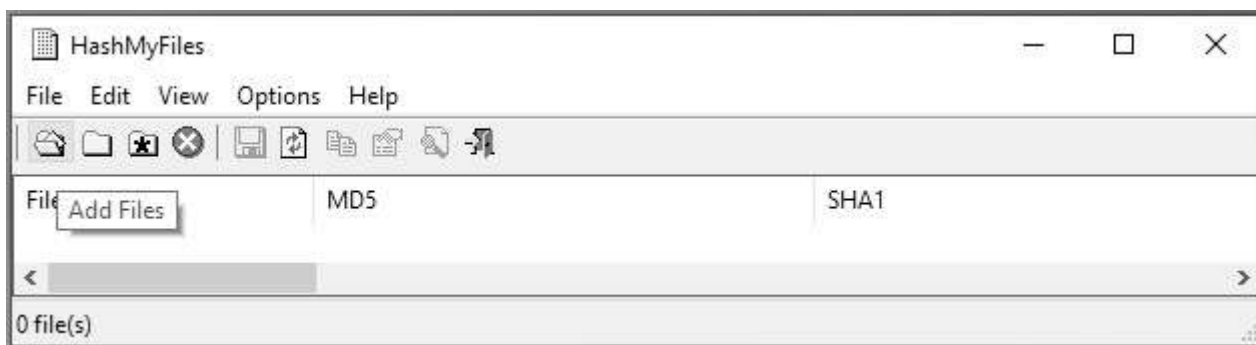 HashMyFiles
File Edit View Options Help
File
Add Files
MD5
SHA1
0 file(s)